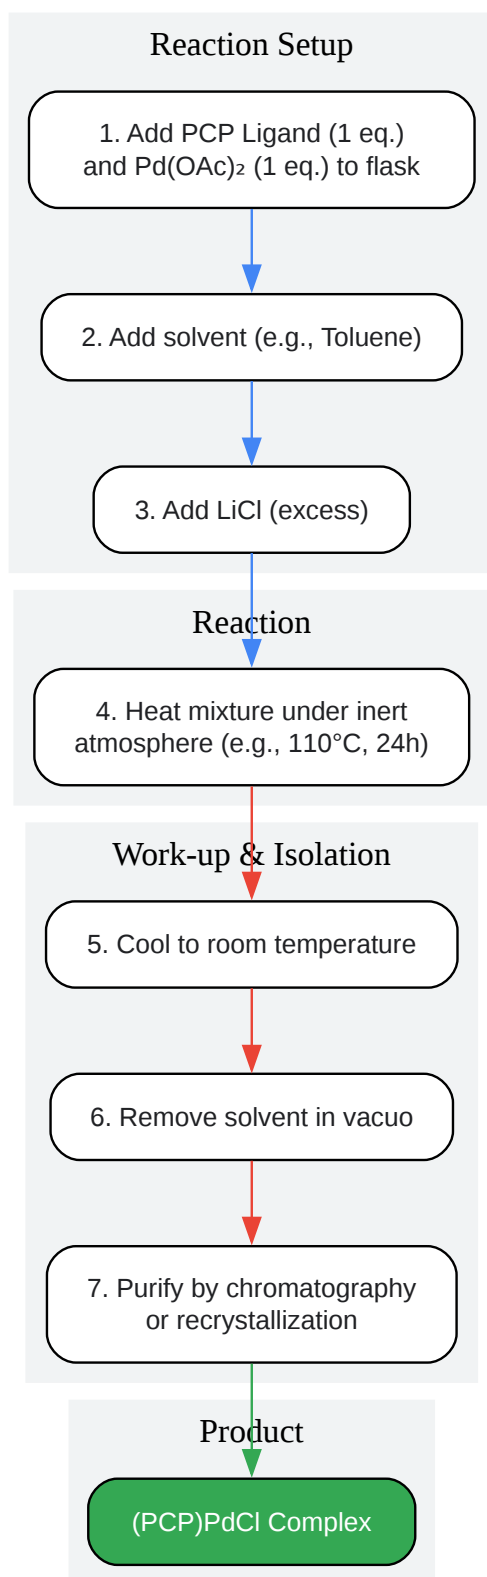 Reaction Setup
1. Add PCP Ligand (1 eq.)
and Pd(OAc)₂ (1 eq.) to flask
2. Add solvent (e.g., Toluene)
3. Add LiCl (excess)
Reaction
4. Heat mixture under inert
atmosphere (e.g., 110°C, 24h)
Work-up & Isolation
5. Cool to room temperature
6. Remove solvent in vacuo
7. Purify by chromatography
or recrystallization
Product
(PCP)PdCl Complex